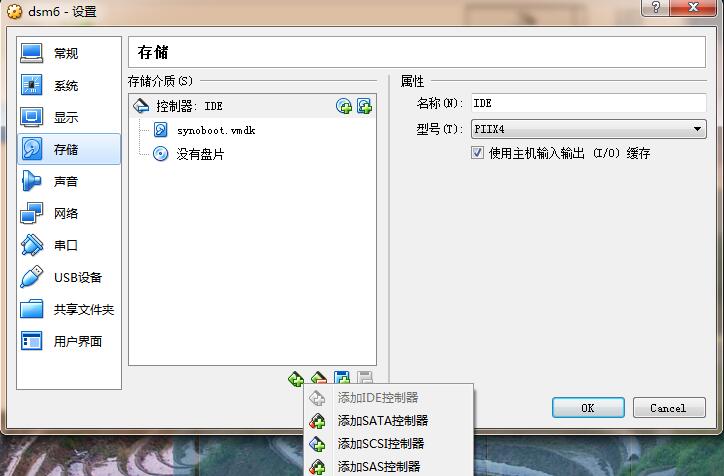 dsm6 - 设置
常规
系统
显示
存储
声音
网络
串口
USB设备
共享文件夹
用户界面
存储
存储介质(S)
控制器: IDE
synoboot.vmdk
没有盘片
属性
名称(N): IDE
型号(T): PIIX4
使用主机输入输出 (I/O) 缓存
添加IDE控制器
添加SATA控制器
添加SCSI控制器
添加SAS控制器
OK
Cancel